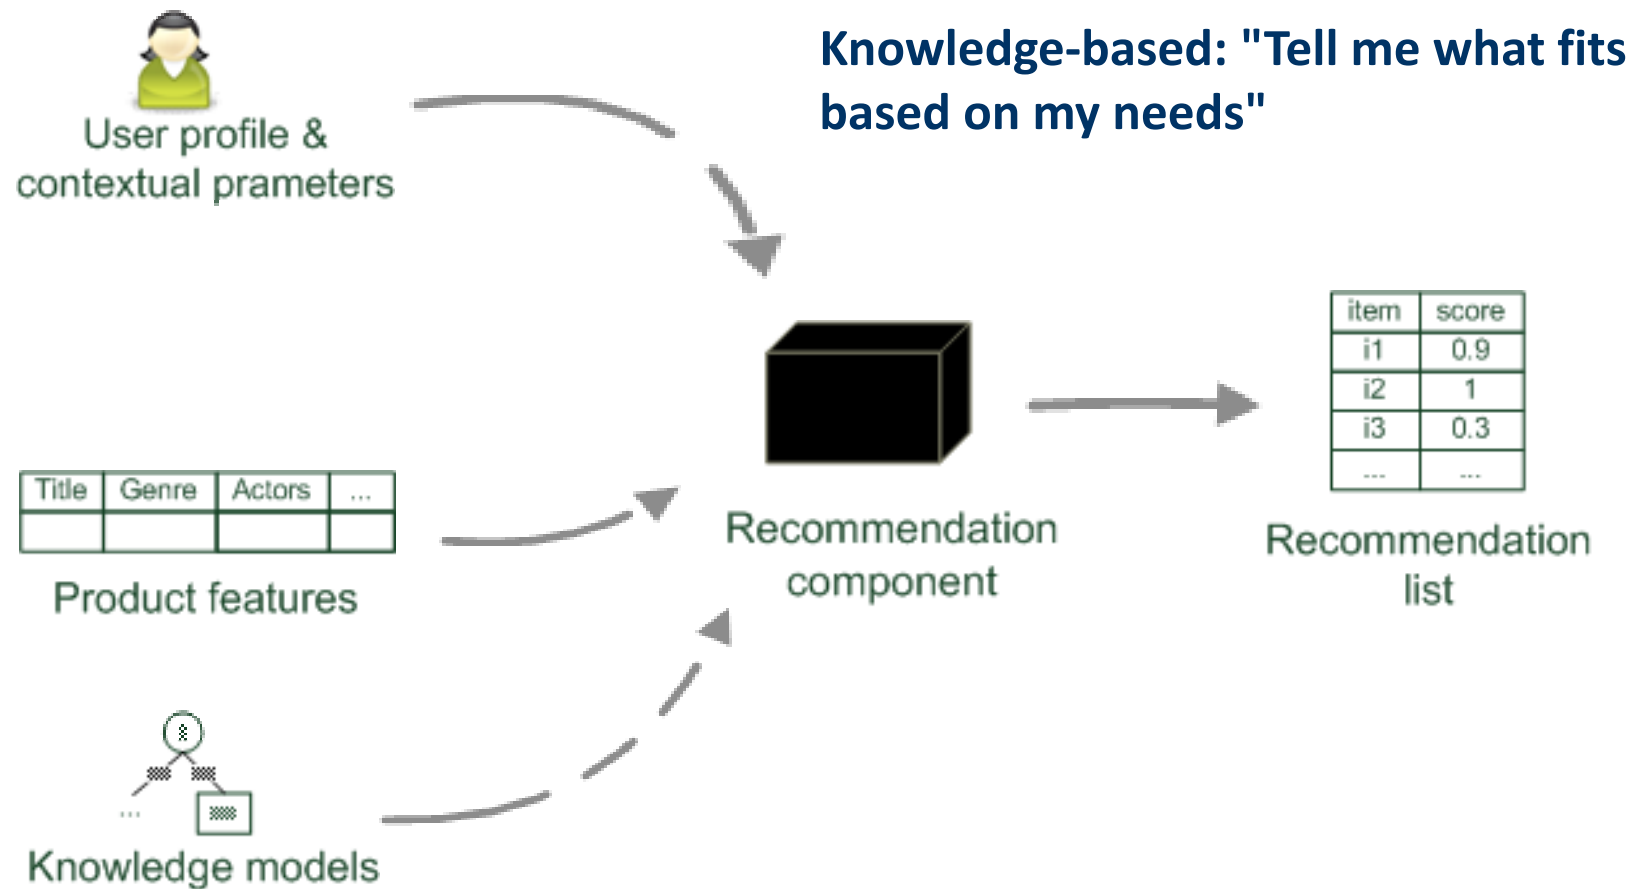 Knowledge-based: "Tell me what fits
based on my needs"
User profile &
contextual prameters
Title Genre Actors ...
Product features
...
Knowledge models
Recommendation
component
item score
i1 0.9
i2 1
i3 0.3
... ...
Recommendation
list